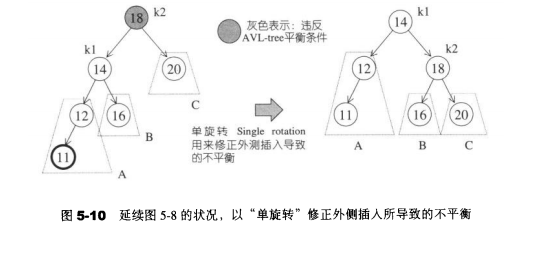 18 k2
k1
14 20
C
12 16
B
11
A
灰色表示：违反
AVL-tree平衡条件
单旋转 Single rotation
用来修正外测插入导致
的不平衡
k1
14
k2
12 18
11 16 20
A B C
图 5-10 延续图 5-8 的状况，以“单旋转”修正外侧插入所导致的不平衡